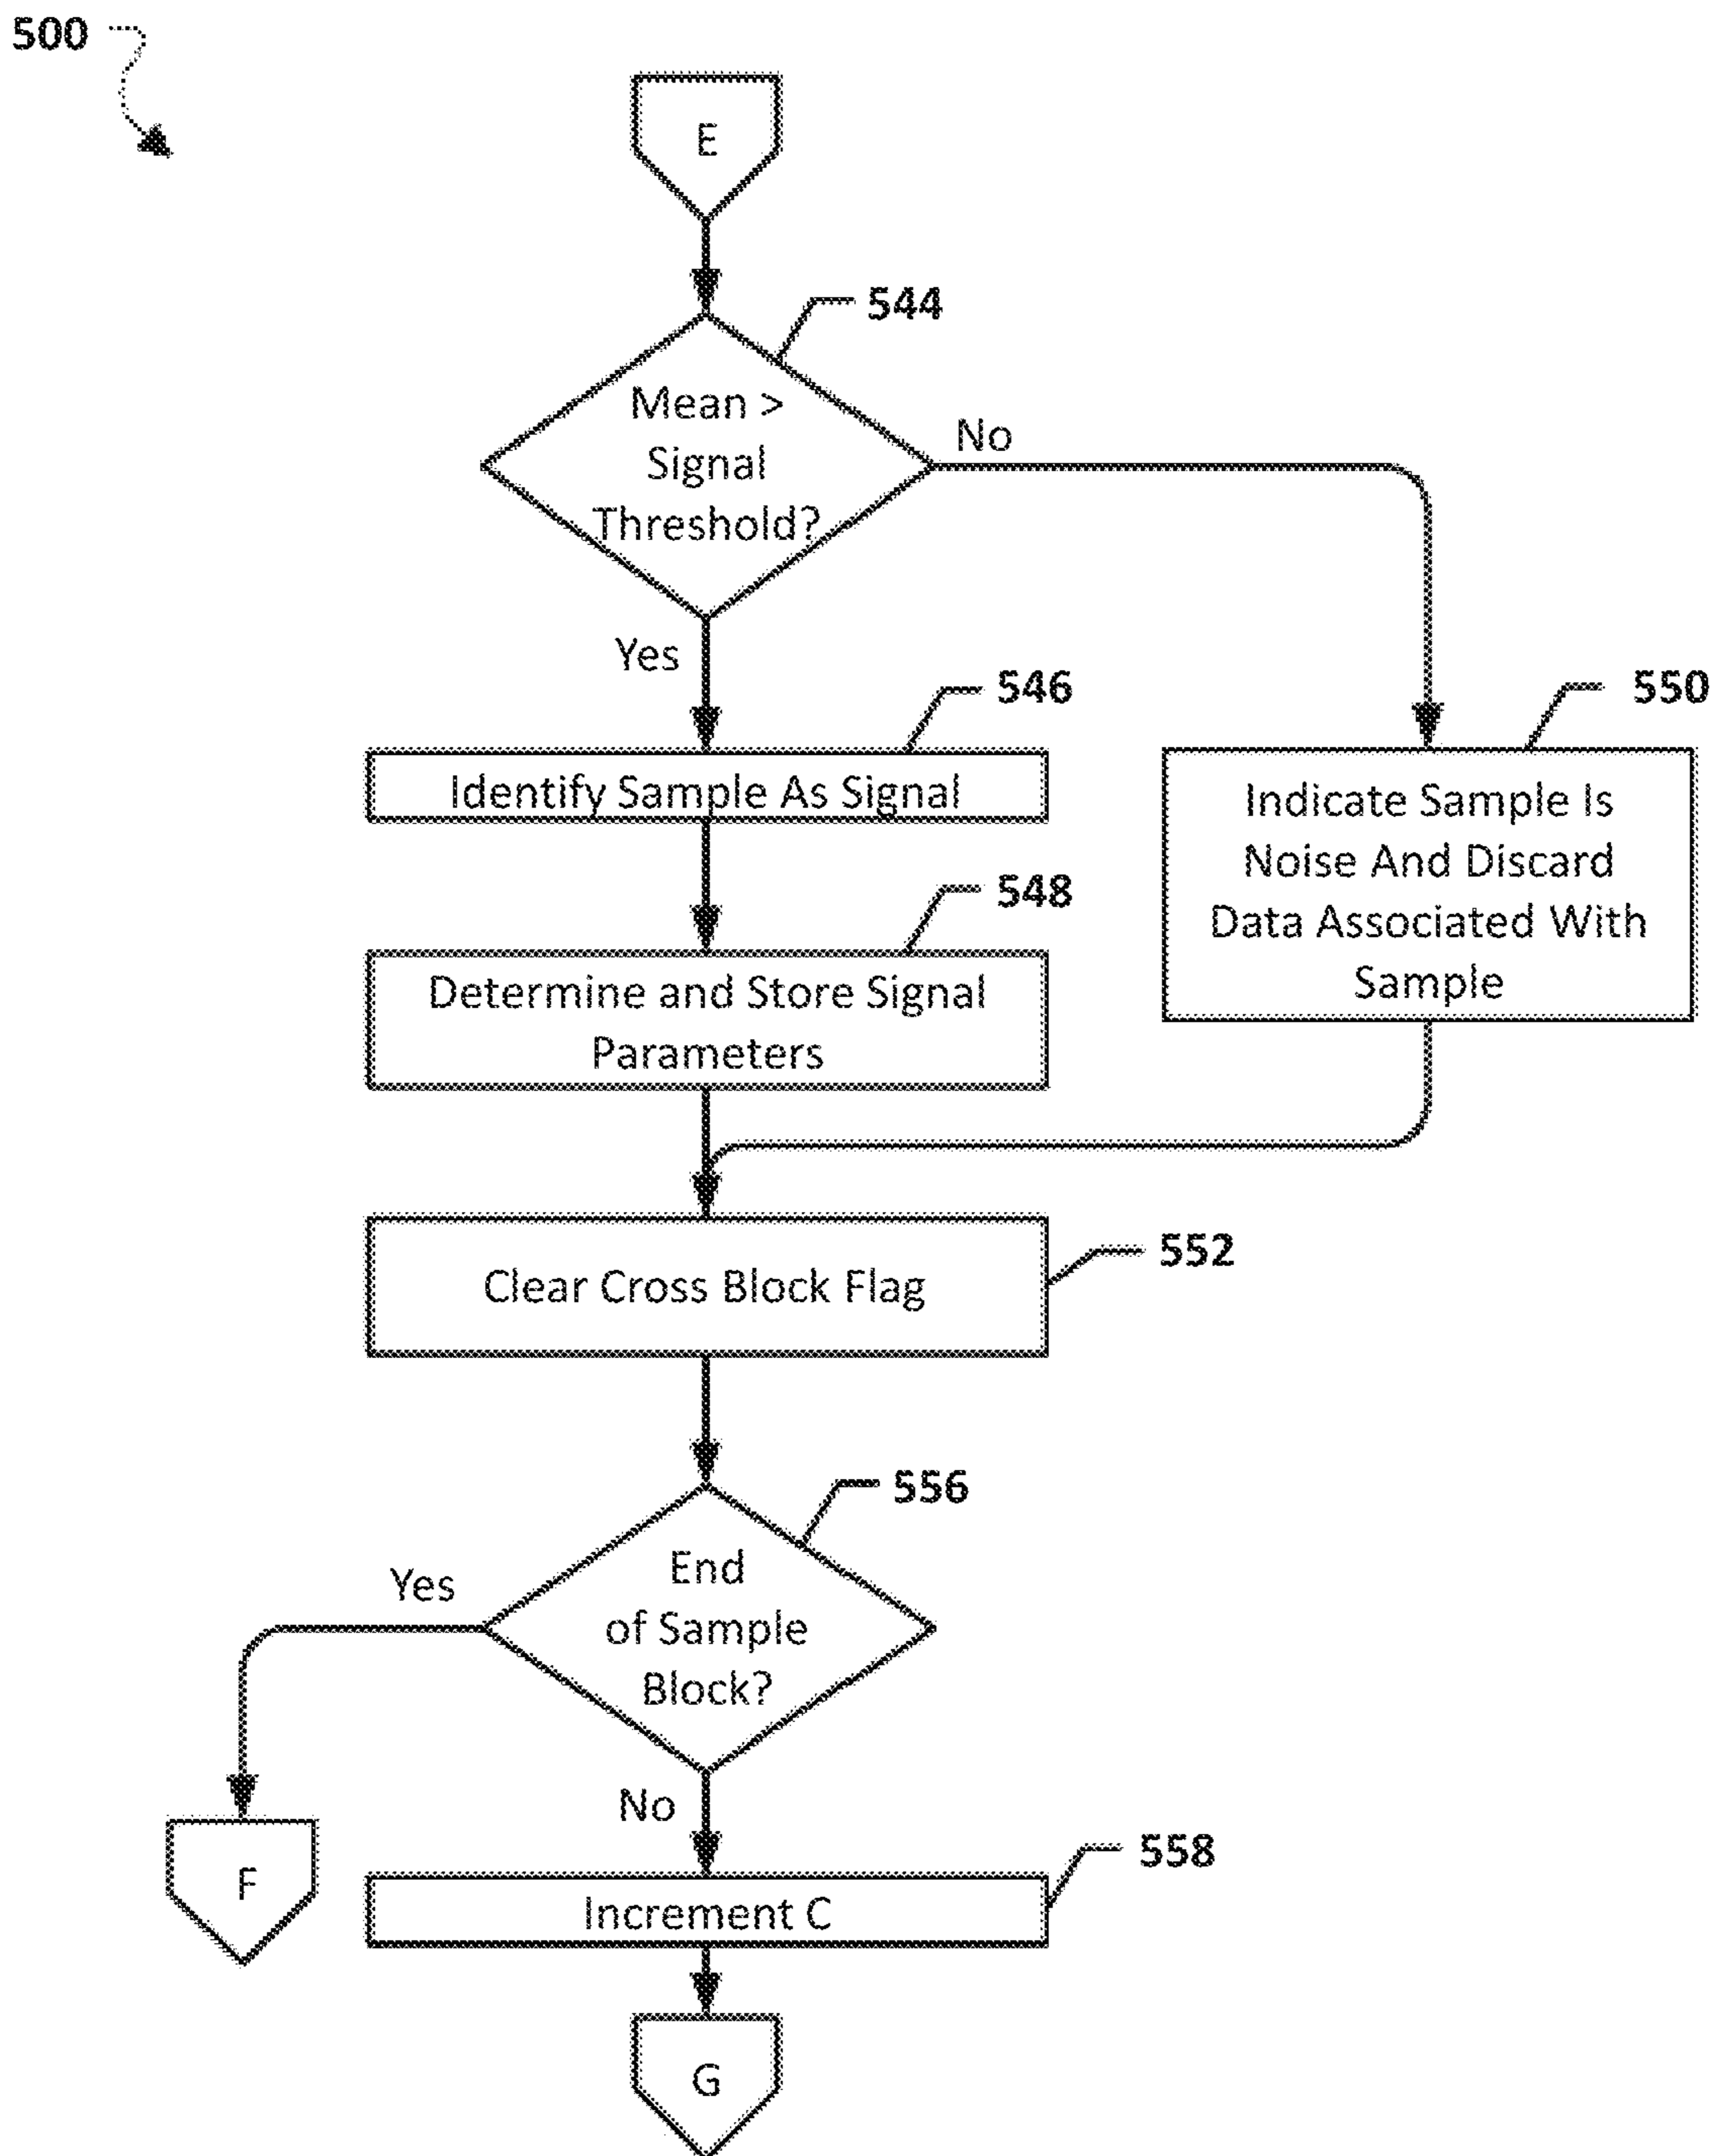 500
E
544
Mean >
Signal
Threshold?
No
Yes
546
550
Identify Sample As Signal
Indicate Sample Is
Noise And Discard
Data Associated With
Sample
548
Determine and Store Signal
Parameters
552
Clear Cross Block Flag
556
End
of Sample
Block?
Yes
No
F
558
Increment C
G